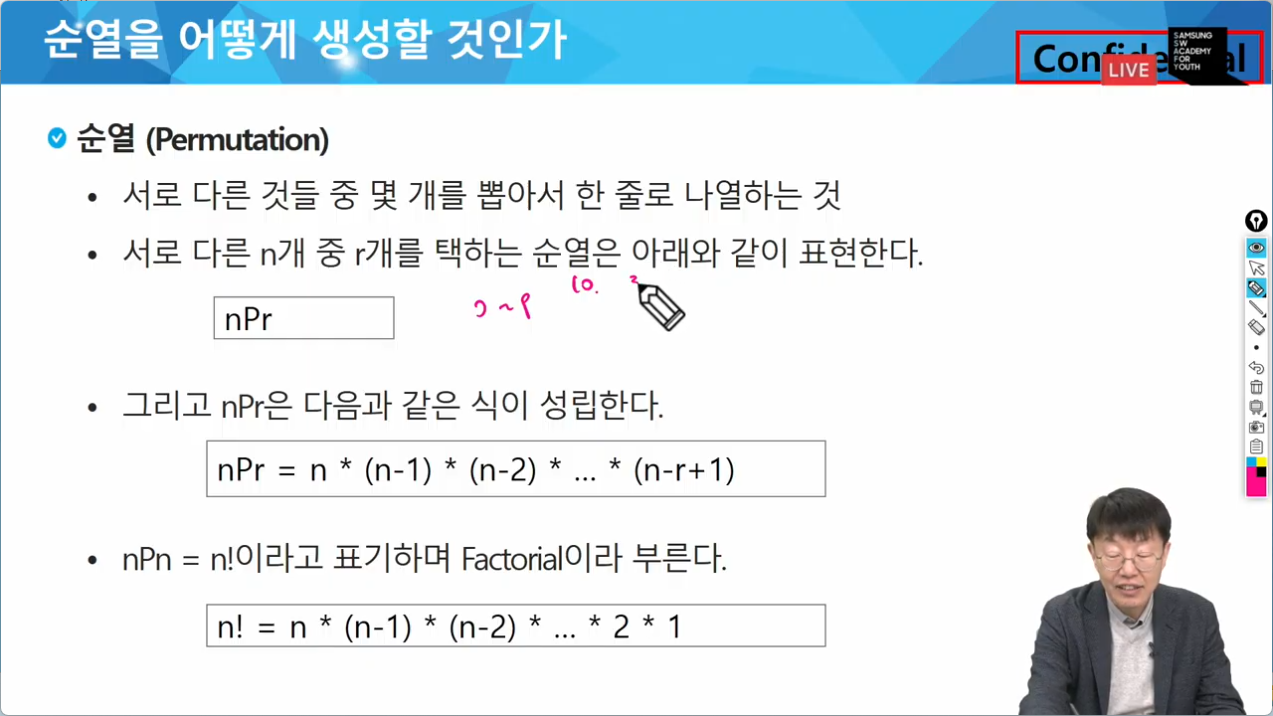 순열을 어떻게 생성할 것인가
SAMSUNG
SW
ACADEMY
FOR
YOUTH
LIVE
순열 (Permutation)
• 서로 다른 것들 중 몇 개를 뽑아서 한 줄로 나열하는 것
• 서로 다른 n개 중 r개를 택하는 순열은 아래와 같이 표현한다.
10.
nPr
• 그리고 nPr은 다음과 같은 식이 성립한다.
nPr = n * (n-1) * (n-2) * ... * (n-r+1)
• nPn = n!이라고 표기하며 Factorial이라 부른다.
n! = n * (n-1) * (n-2) * ... * 2 * 1